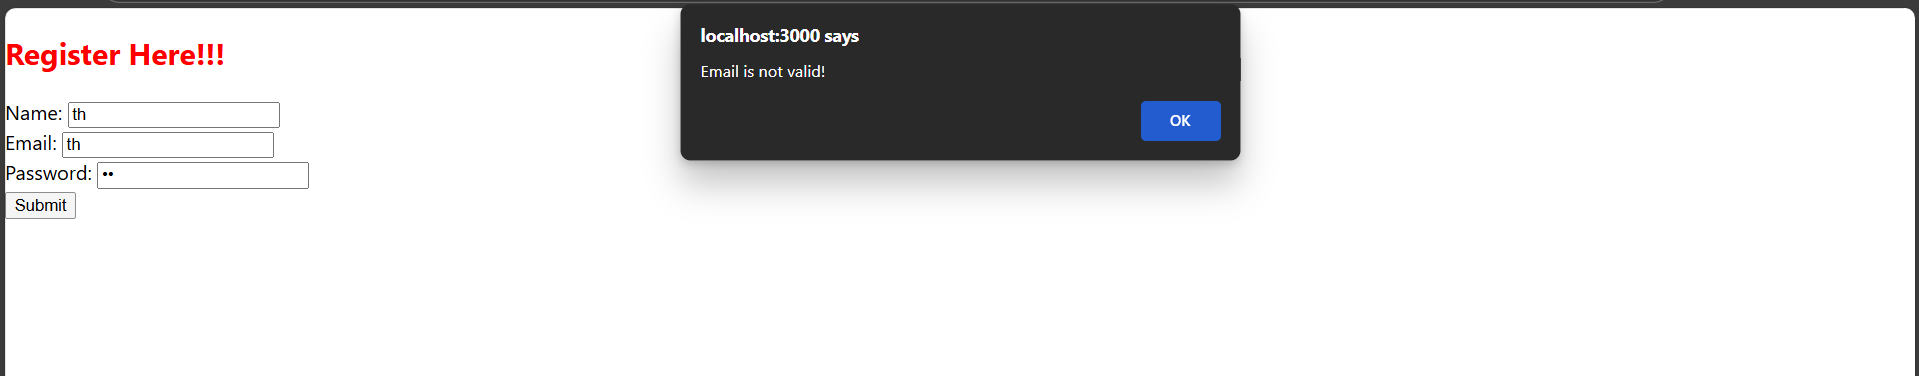 localhost:3000 says
Email is not valid!
OK
Register Here!!!
Name: th
Email: th
Password: ••
Submit